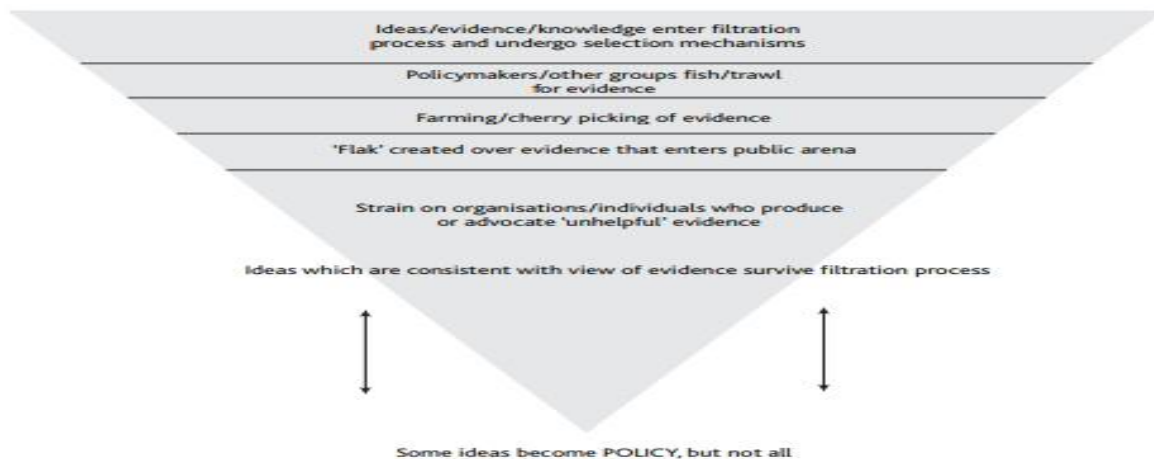 Ideas/evidence/knowledge enter filtration
process and undergo selection mechanisms
Policymakers/other groups fish/trawl
for evidence
Farming/cherry picking of evidence
'Flak' created over evidence that enters public arena
Strain on organisations/individuals who produce
or advocate 'unhelpful' evidence
Ideas which are consistent with view of evidence survive filtration process
Some ideas become POLICY, but not all